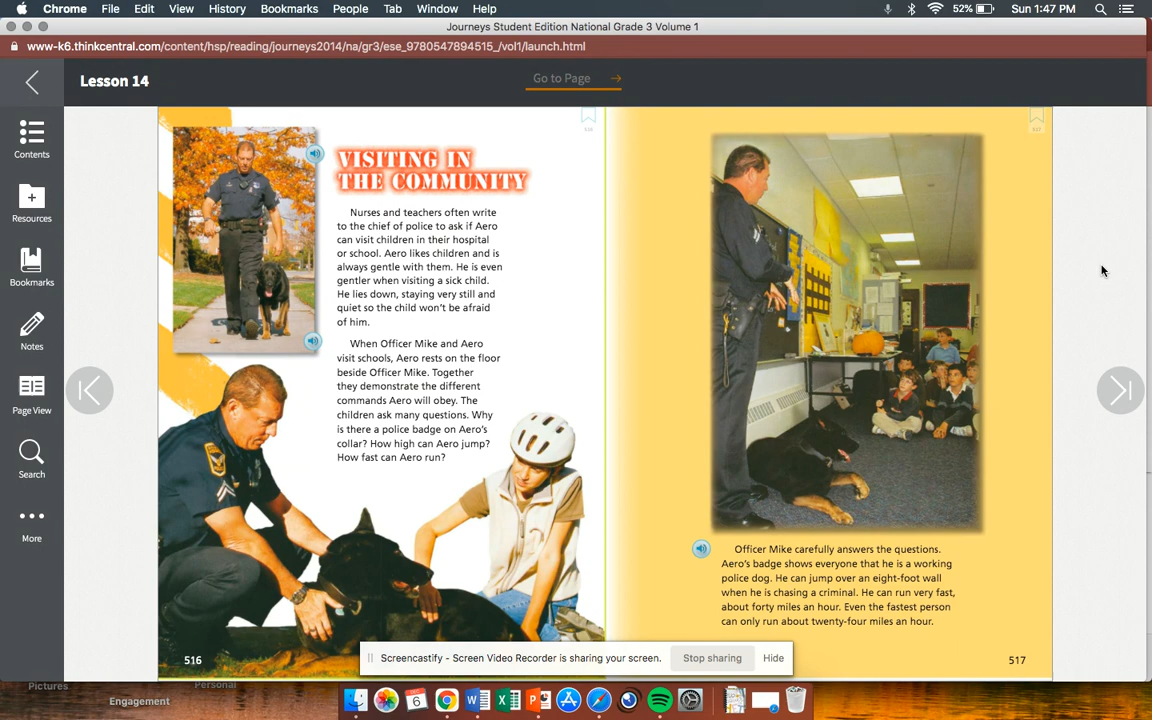 Chrome File Edit View History Bookmarks People Tab Window Help 52% Sun 1:47 PM
Journeys Student Edition National Grade 3 Volume 1
www-k6.thinkcentral.com/content/hsp/reading/journeys2014/na/gr3/ese_9780547894515_/vol1/launch.html
Lesson 14
Go to Page
Contents
Resources
Bookmarks
Notes
Page View
Search
More
VISITING IN
THE COMMUNITY
Nurses and teachers often write
to the chief of police to ask if Aero
can visit children in their hospital
or school. Aero likes children and is
always gentle with them. He is even
gentler when visiting a sick child.
He lies down, staying very still and
quiet so the child won't be afraid
of him.
When Officer Mike and Aero
visit schools, Aero rests on the floor
beside Officer Mike. Together
they demonstrate the different
commands Aero will obey. The
children ask many questions. Why
is there a police badge on Aero's
collar? How high can Aero jump?
How fast can Aero run?
516
Officer Mike carefully answers the questions.
Aero's badge shows everyone that he is a working
police dog. He can jump over an eight-foot wall
when he is chasing a criminal. He can run very fast,
about forty miles an hour. Even the fastest person
can only run about twenty-four miles an hour.
517
Screencastify - Screen Video Recorder is sharing your screen. Stop sharing Hide
Pictures
Personal
Engagement
6